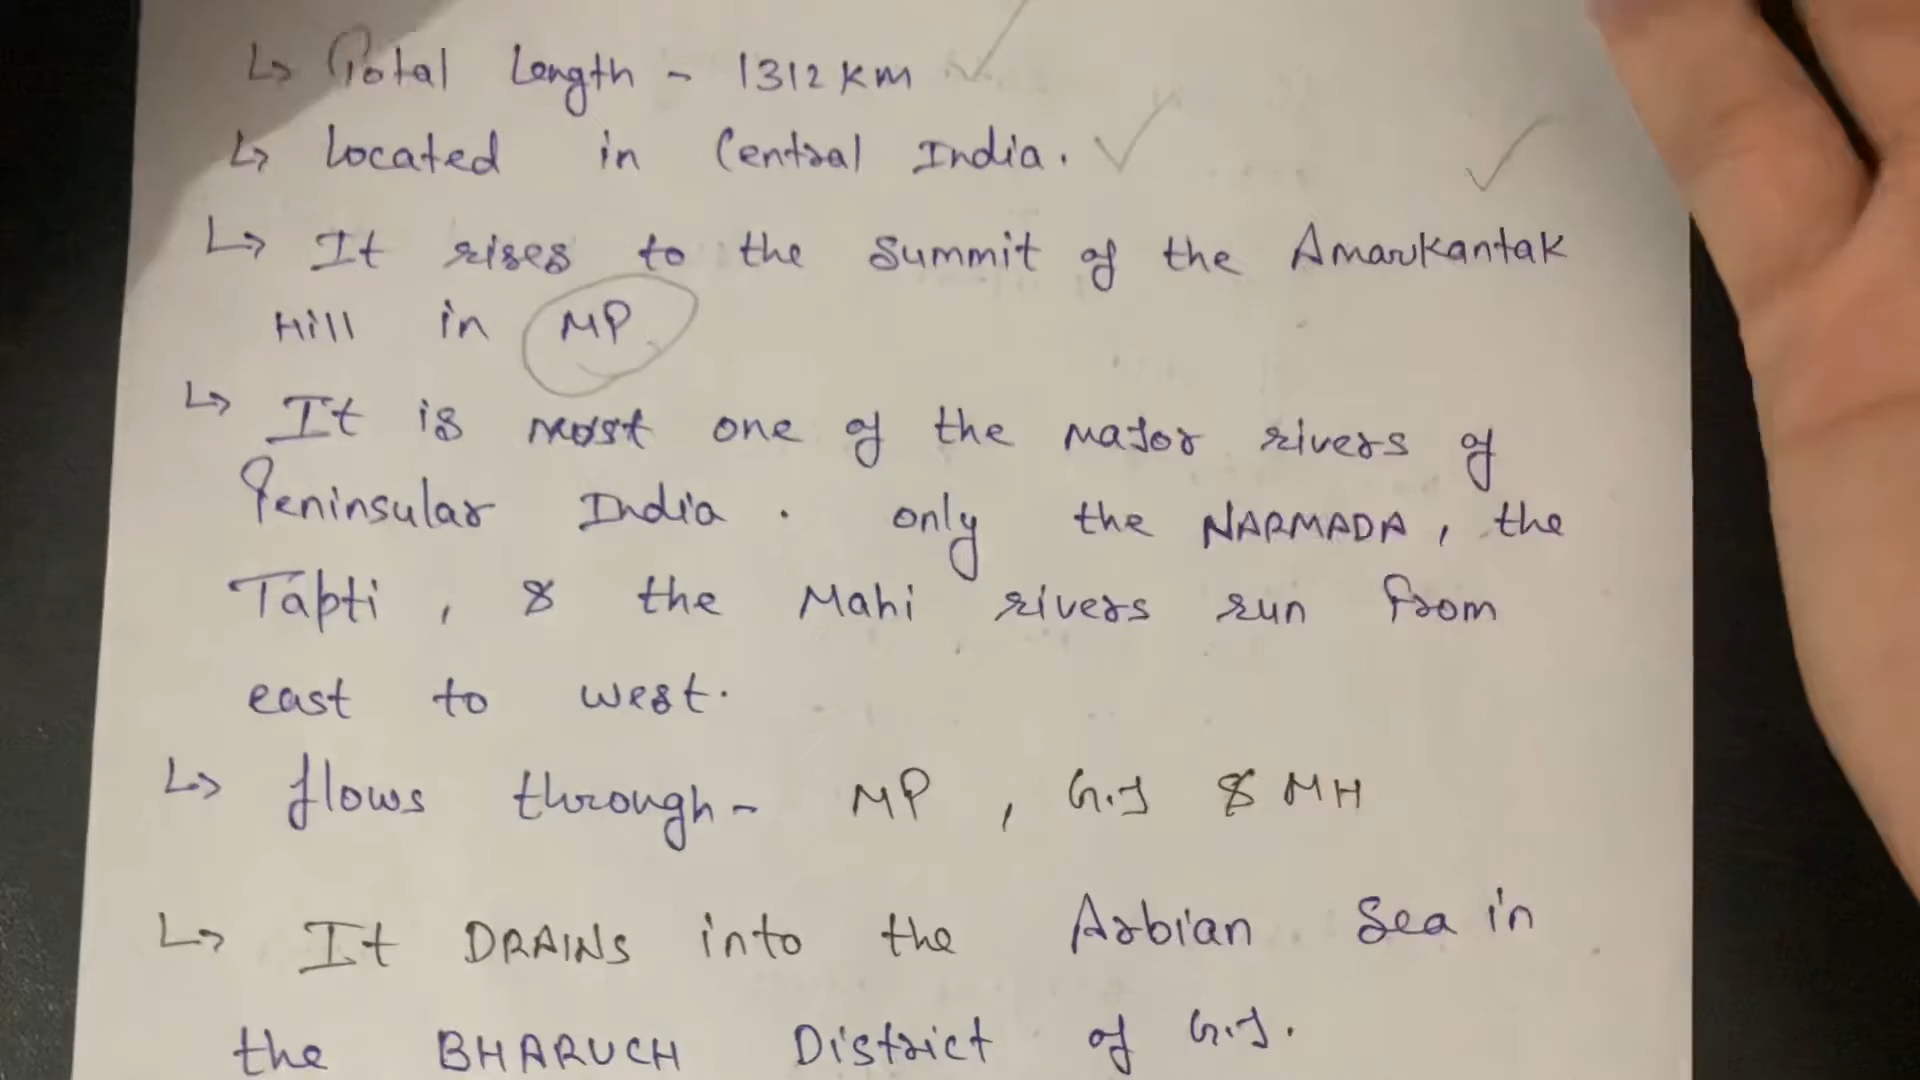 ↳ Total Length - 1312 km
↳ Located in Central India.
↳ It rises to the Summit of the Amarkantak
Hill in MP.
↳ It is most one of the major rivers of
Peninsular India. only the NARMADA, the
Tapti, & the Mahi rivers run from
east to west.
↳ flows through - MP, G.J & MH
↳ It DRAINS into the Arbian Sea in
the BHARUCH District of G.J.